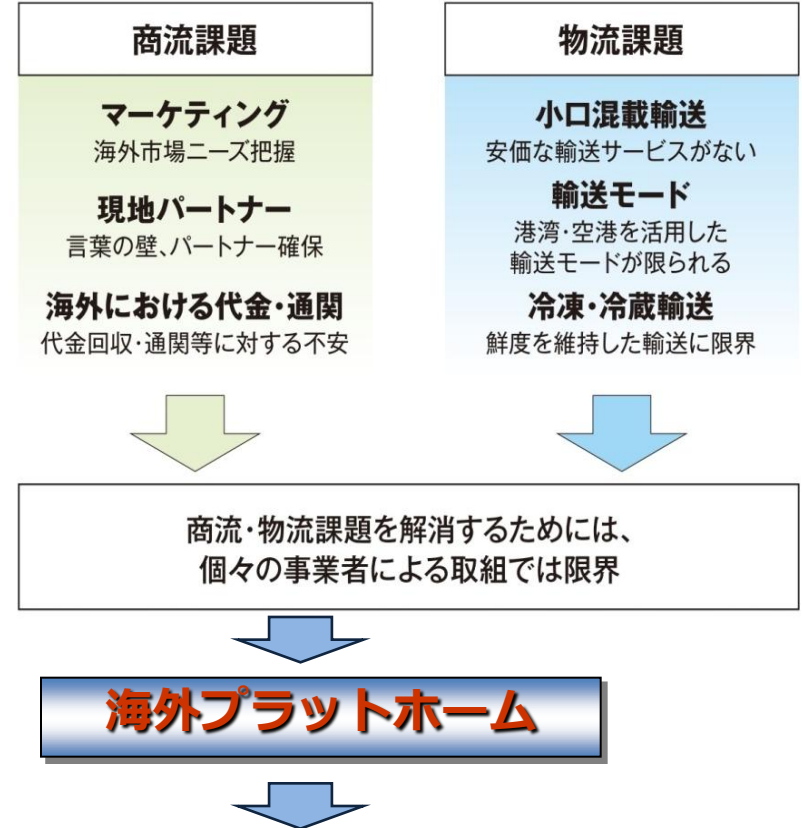 商流課題
マーケティング
海外市場ニーズ把握
現地パートナー
言葉の壁、パートナー確保
海外における代金・通関
代金回収・通関等に対する不安
物流課題
小口混載輸送
安価な輸送サービスがない
輸送モード
港湾・空港を活用した
輸送モードが限られる
冷凍・冷蔵輸送
鮮度を維持した輸送に限界
商流・物流課題を解消するためには、
個々の事業者による取組では限界
海外プラットホーム